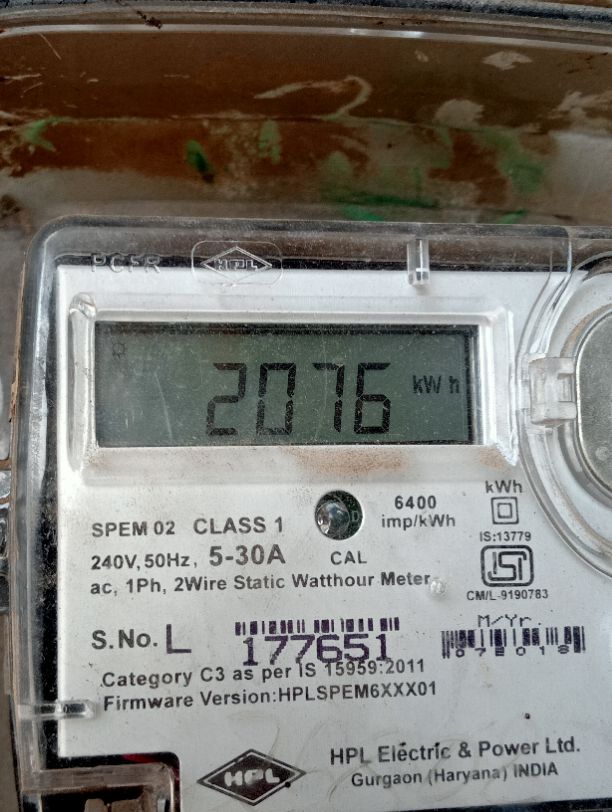 PCFR HPL
2076 kWh
6400 imp/kWh
kWh
SPEM 02 CLASS 1
IS:13779
240V, 50Hz, 5-30A CAL
ac, 1Ph, 2Wire Static Watthour Meter
ISI
CM/L-9190783
S.No. L 177651
M/Yr.
072018
Category C3 as per IS 15959:2011
Firmware Version:HPLSPEM6XXX01
HPL
HPL Electric & Power Ltd.
Gurgaon (Haryana) INDIA